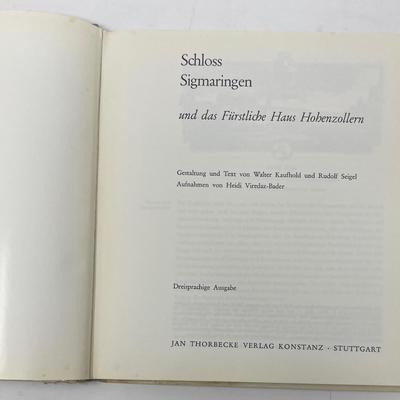 Schloss
Sigmaringen
und das Fürstliche Haus Hohenzollern
Gestaltung und Text von Walter Kaufhold und Rudolf Seigel
Aufnahmen von Heidi Viredaz-Bader
Dreisprachige Ausgabe
JAN THORBECKE VERLAG KONSTANZ · STUTTGART